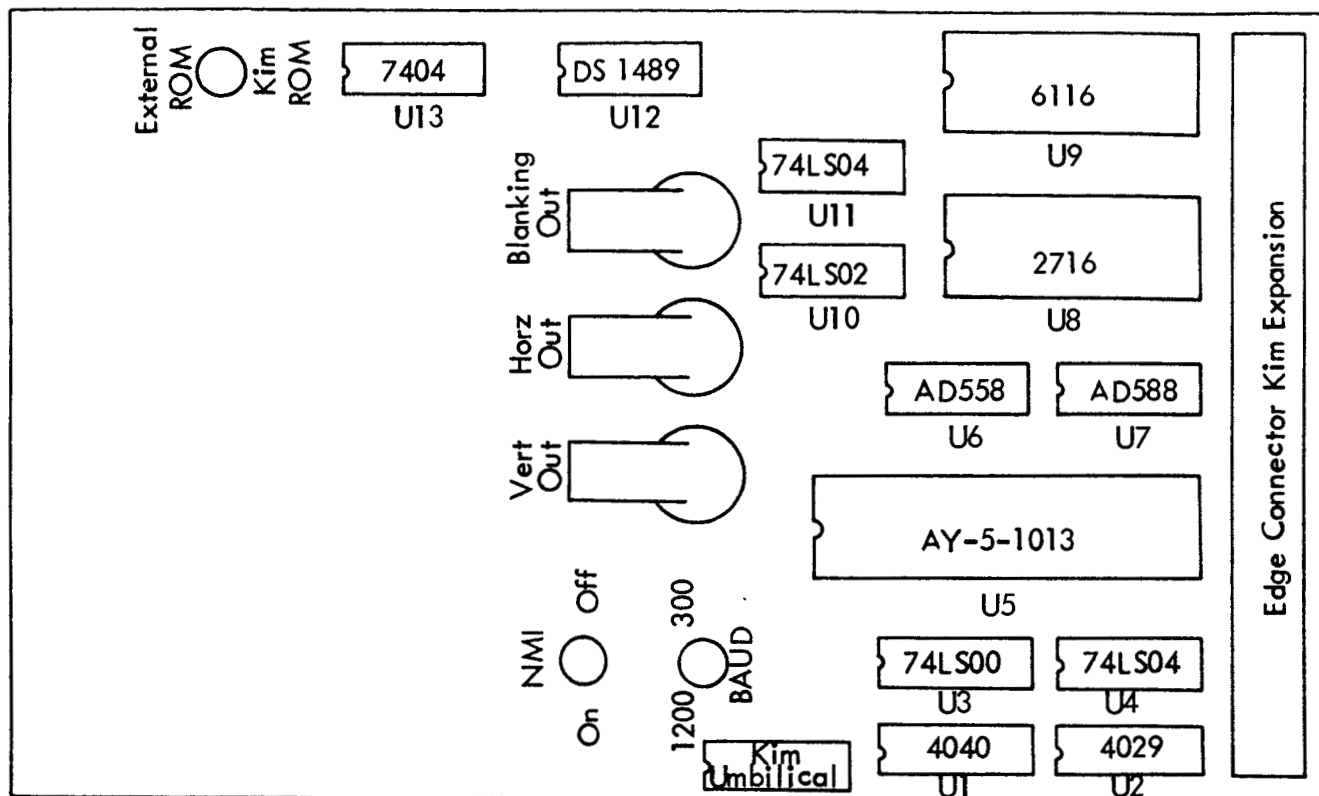 External
ROM
Kim
ROM
7404
U13
DS 1489
U12
6116
U9
74LS04
U11
Blanking
Out
2716
U8
74LS02
U10
Horz
Out
AD558
U6
AD588
U7
Vert
Out
AY-5-1013
U5
Edge Connector Kim Expansion
NMI
Off
On
300
BAUD
1200
74LS00
U3
74LS04
U4
Kim
Umbilical
4040
U1
4029
U2